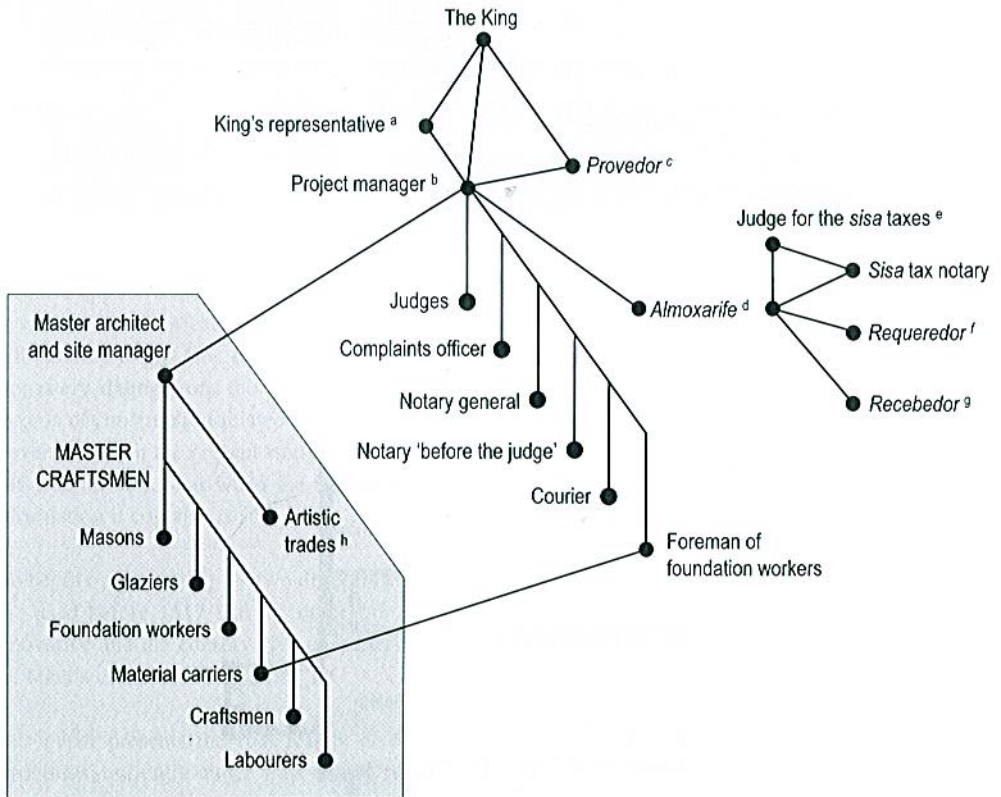 The King
King's representative a
Provedor c
Project manager b
Judge for the sisa taxes e
Sisa tax notary
Judges
Almoxarife d
Requeredor f
Master architect
and site manager
Complaints officer
Notary general
Recebedor g
Notary 'before the judge'
MASTER
CRAFTSMEN
Courier
Artistic
trades h
Masons
Foreman of
foundation workers
Glaziers
Foundation workers
Material carriers
Craftsmen
Labourers